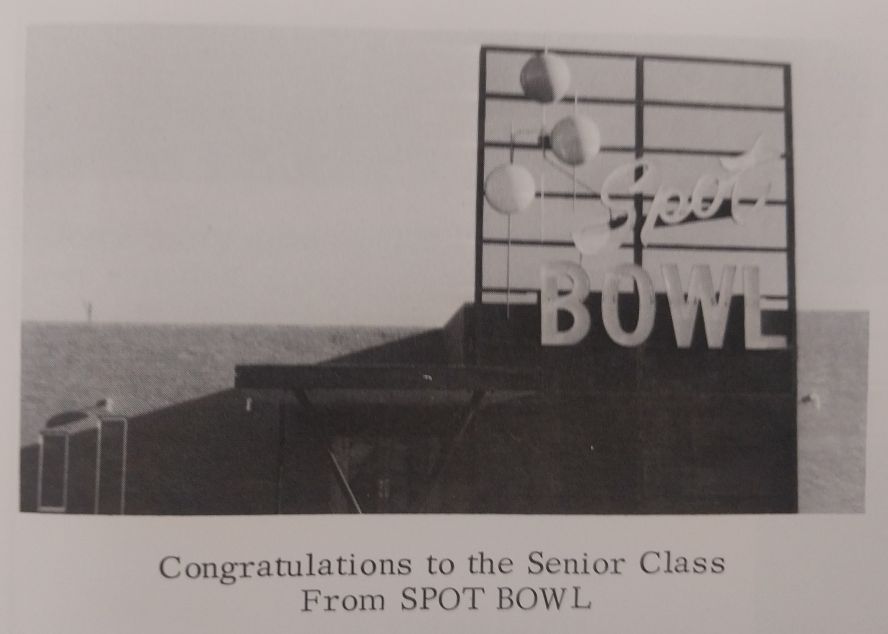 Spot
BOWL
Congratulations to the Senior Class
From SPOT BOWL